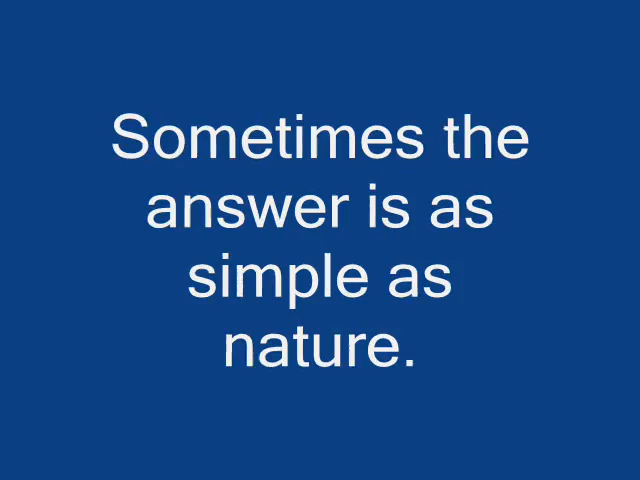 Sometimes the
answer is as
simple as
nature.